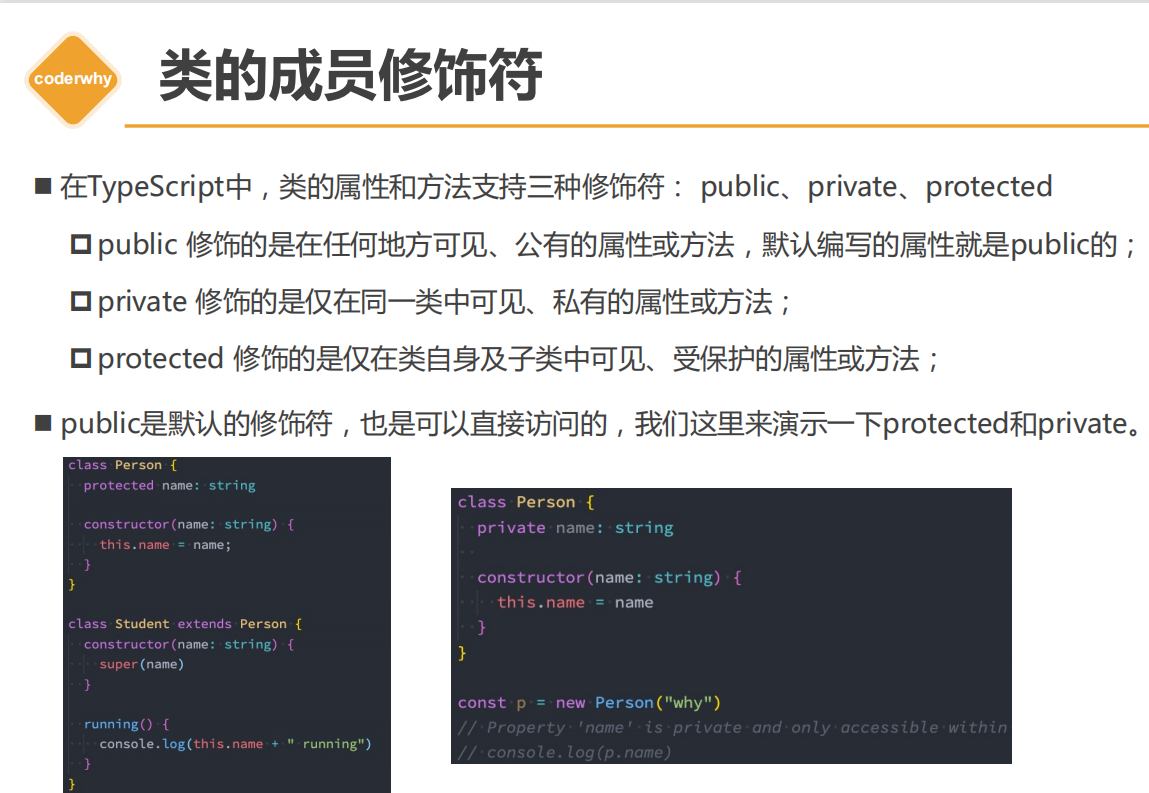 coderwhy
类的成员修饰符
在TypeScript中，类的属性和方法支持三种修饰符： public、private、protected
public 修饰的是在任何地方可见、公有的属性或方法，默认编写的属性就是public的；
private 修饰的是仅在同一类中可见、私有的属性或方法；
protected 修饰的是仅在类自身及子类中可见、受保护的属性或方法；
public是默认的修饰符，也是可以直接访问的，我们这里来演示一下protected和private。
class Person {
protected name: string
constructor(name: string) {
this.name = name;
}
}
class Student extends Person {
constructor(name: string) {
super(name)
}
running() {
console.log(this.name + " running")
}
}
class Person {
private name: string
constructor(name: string) {
this.name = name
}
}
const p = new Person("why")
// Property 'name' is private and only accessible within
// console.log(p.name)